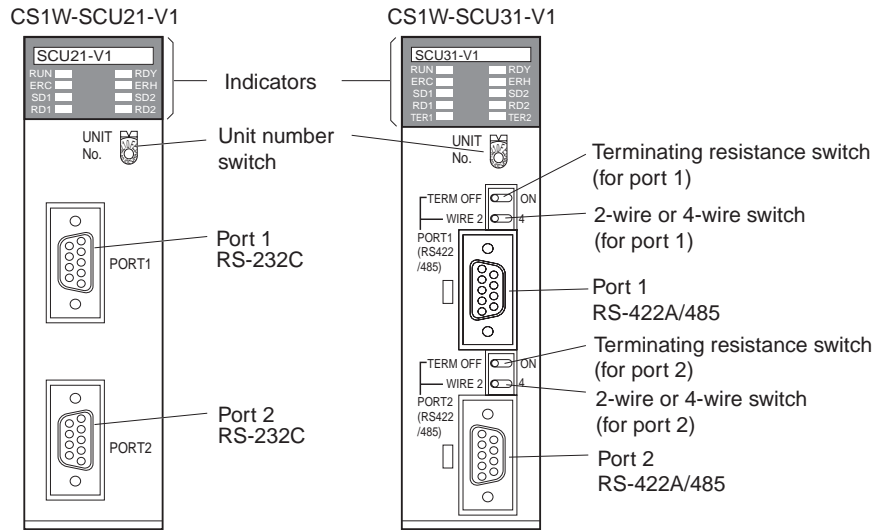 CS1W-SCU21-V1
SCU21-V1
RUN RDY
ERC ERH
SD1 SD2
RD1 RD2
UNIT
No.
PORT1
PORT2
Indicators
Unit number
switch
Port 1
RS-232C
Port 2
RS-232C
CS1W-SCU31-V1
SCU31-V1
RUN RDY
ERC ERH
SD1 SD2
RD1 RD2
TER1 TER2
UNIT
No.
TERM OFF ON
WIRE 2 4
PORT1
(RS422
/485)
TERM OFF ON
WIRE 2 4
PORT2
(RS422
/485)
Terminating resistance switch
(for port 1)
2-wire or 4-wire switch
(for port 1)
Port 1
RS-422A/485
Terminating resistance switch
(for port 2)
2-wire or 4-wire switch
(for port 2)
Port 2
RS-422A/485